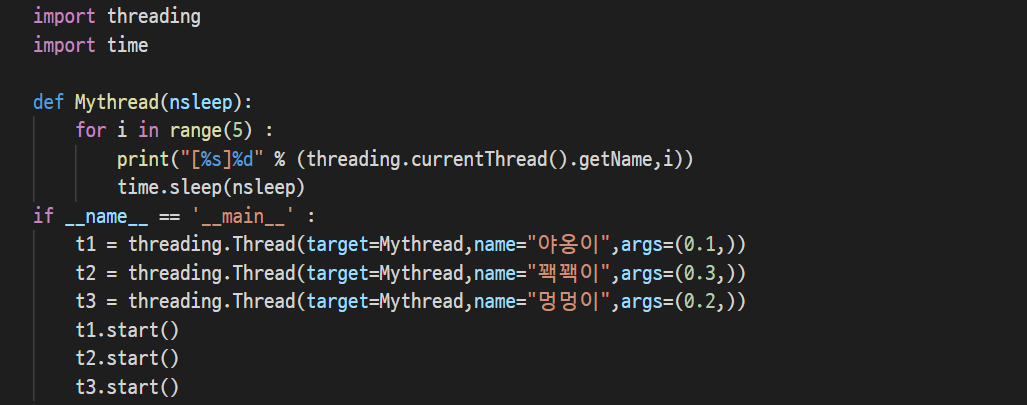 import threading
import time
def Mythread(nsleep):
for i in range(5) :
print("[%s]%d" % (threading.currentThread().getName,i))
time.sleep(nsleep)
if __name__ == '__main__' :
t1 = threading.Thread(target=Mythread,name="야옹이",args=(0.1,))
t2 = threading.Thread(target=Mythread,name="꽥꽥이",args=(0.3,))
t3 = threading.Thread(target=Mythread,name="멍멍이",args=(0.2,))
t1.start()
t2.start()
t3.start()